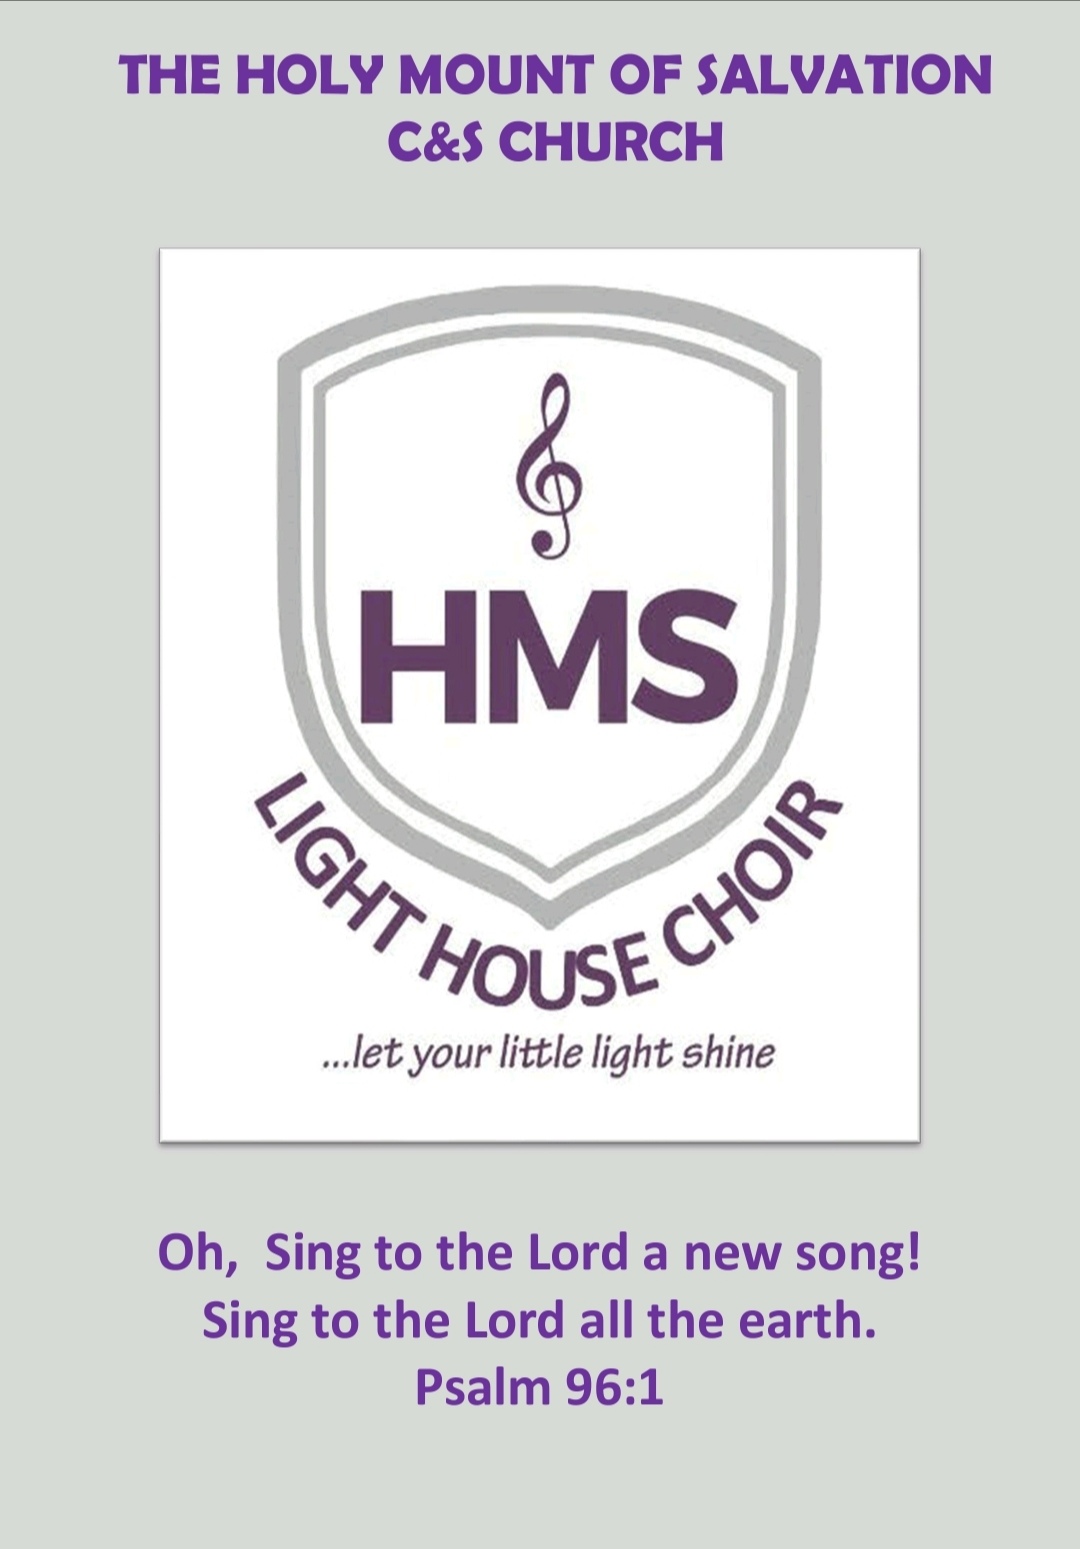 THE HOLY MOUNT OF SALVATION
C&S CHURCH
HMS
LIGHT HOUSE CHOIR
...let your little light shine
Oh,  Sing to the Lord a new song!
Sing to the Lord all the earth.
Psalm 96:1